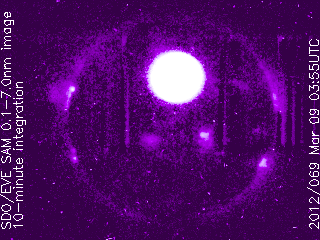 SDO/EVE SAM 0.1-7.0nm image
10-minute integration
2012/069 Mar 09 03:55UTC